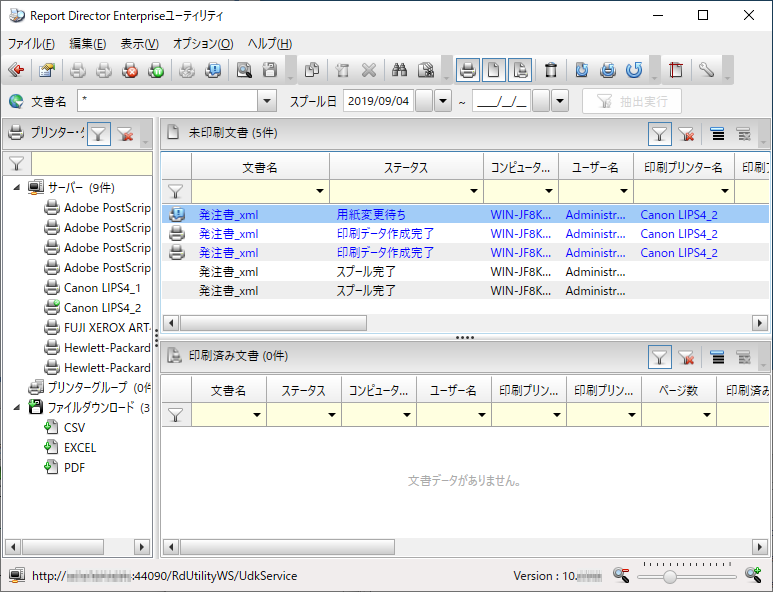 Report Director Enterpriseユーティリティ
ファイル(F) 編集(E) 表示(V) オプション(O) ヘルプ(H)
文書名 * スプール日 2019/09/04 ~ __/__/__ 抽出実行
プリンター・グ
未印刷文書 (5件)
文書名 ステータス コンピュータ... ユーザー名 印刷プリンター名 印刷プ
発注書_xml 用紙変更待ち WIN-JF8K... Administr... Canon LIPS4_2
発注書_xml 印刷データ作成完了 WIN-JF8K... Administr... Canon LIPS4_2
発注書_xml 印刷データ作成完了 WIN-JF8K... Administr... Canon LIPS4_2
発注書_xml スプール完了 WIN-JF8K... Administr...
発注書_xml スプール完了 WIN-JF8K... Administr...
サーバー (9件)
Adobe PostScrip
Adobe PostScrip
Adobe PostScrip
Adobe PostScrip
Canon LIPS4_1
Canon LIPS4_2
FUJI XEROX ART-
Hewlett-Packard
Hewlett-Packard
プリンターグループ (0件
ファイルダウンロード (3
CSV
EXCEL
PDF
印刷済み文書 (0件)
文書名 ステータス コンピュータ... ユーザー名 印刷プリン... 印刷プリン... ページ数 印刷済み
文書データがありません。
http:// :44090/RdUtilityWS/UdkService
Version : 10.